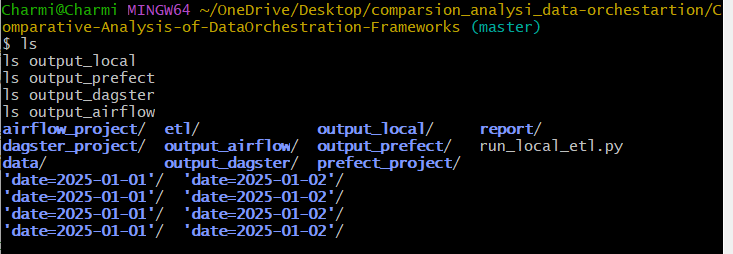 Charmi@Charmi MINGW64 ~/OneDrive/Desktop/comparsion_analysi_data-orchestartion/C
omparative-Analysis-of-DataOrchestration-Frameworks (master)
$ ls
ls output_local
ls output_prefect
ls output_dagster
ls output_airflow
airflow_project/  etl/             output_local/     report/
dagster_project/  output_airflow/  output_prefect/   run_local_etl.py
data/             output_dagster/  prefect_project/
'date=2025-01-01'/  'date=2025-01-02'/
'date=2025-01-01'/  'date=2025-01-02'/
'date=2025-01-01'/  'date=2025-01-02'/
'date=2025-01-01'/  'date=2025-01-02'/